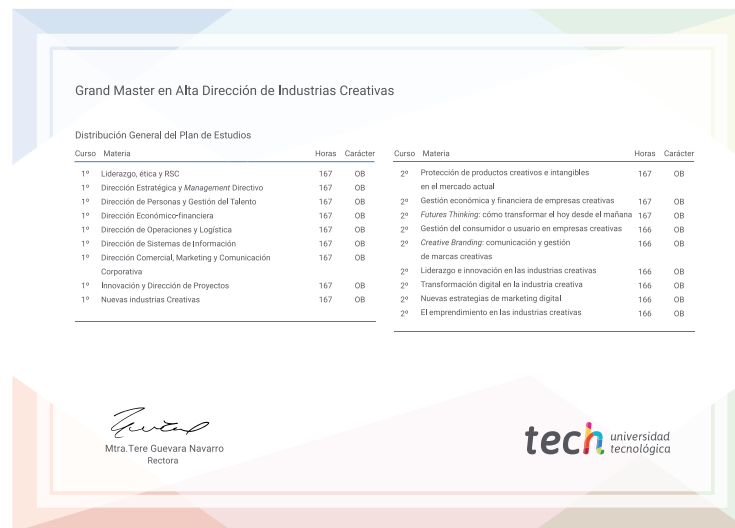 Grand Master en Alta Dirección de Industrias Creativas
Distribución General del Plan de Estudios
Curso Materia Horas Carácter
1º Liderazgo, ética y RSC 167 OB
1º Dirección Estratégica y Management Directivo 167 OB
1º Dirección de Personas y Gestión del Talento 167 OB
1º Dirección Económico-financiera 167 OB
1º Dirección de Operaciones y Logística 167 OB
1º Dirección de Sistemas de Información 167 OB
1º Dirección Comercial, Marketing y Comunicación 167 OB
Corporativa
1º Innovación y Dirección de Proyectos 167 OB
1º Nuevas industrias Creativas 167 OB
Curso Materia Horas Carácter
2º Protección de productos creativos e intangibles 167 OB
en el mercado actual
2º Gestión económica y financiera de empresas creativas 167 OB
2º Futures Thinking: cómo transformar el hoy desde el mañana 167 OB
2º Gestión del consumidor o usuario en empresas creativas 166 OB
2º Creative Branding: comunicación y gestión 166 OB
de marcas creativas
2º Liderazgo e innovación en las industrias creativas 166 OB
2º Transformación digital en la industria creativa 166 OB
2º Nuevas estrategias de marketing digital 166 OB
2º El emprendimiento en las industrias creativas 166 OB
Mtra.Tere Guevara Navarro
Rectora
tech universidad
tecnológica